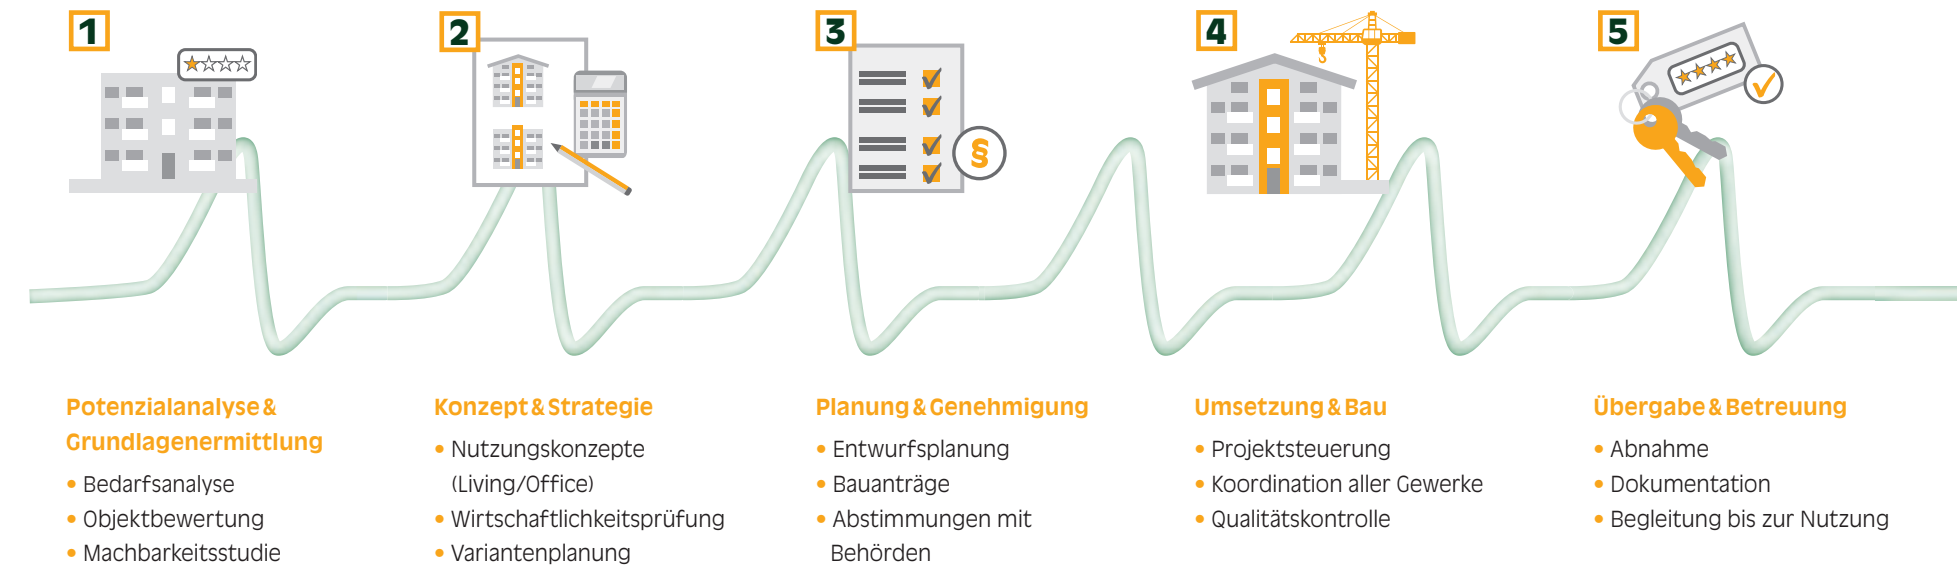 1
Potenzialanalyse &
Grundlagenermittlung
• Bedarfsanalyse
• Objektbewertung
• Machbarkeitsstudie
2
Konzept & Strategie
• Nutzungskonzepte
(Living/Office)
• Wirtschaftlichkeitsprüfung
• Variantenplanung
3
§
Planung & Genehmigung
• Entwurfsplanung
• Bauanträge
• Abstimmungen mit
Behörden
4
Umsetzung & Bau
• Projektsteuerung
• Koordination aller Gewerke
• Qualitätskontrolle
5
Übergabe & Betreuung
• Abnahme
• Dokumentation
• Begleitung bis zur Nutzung